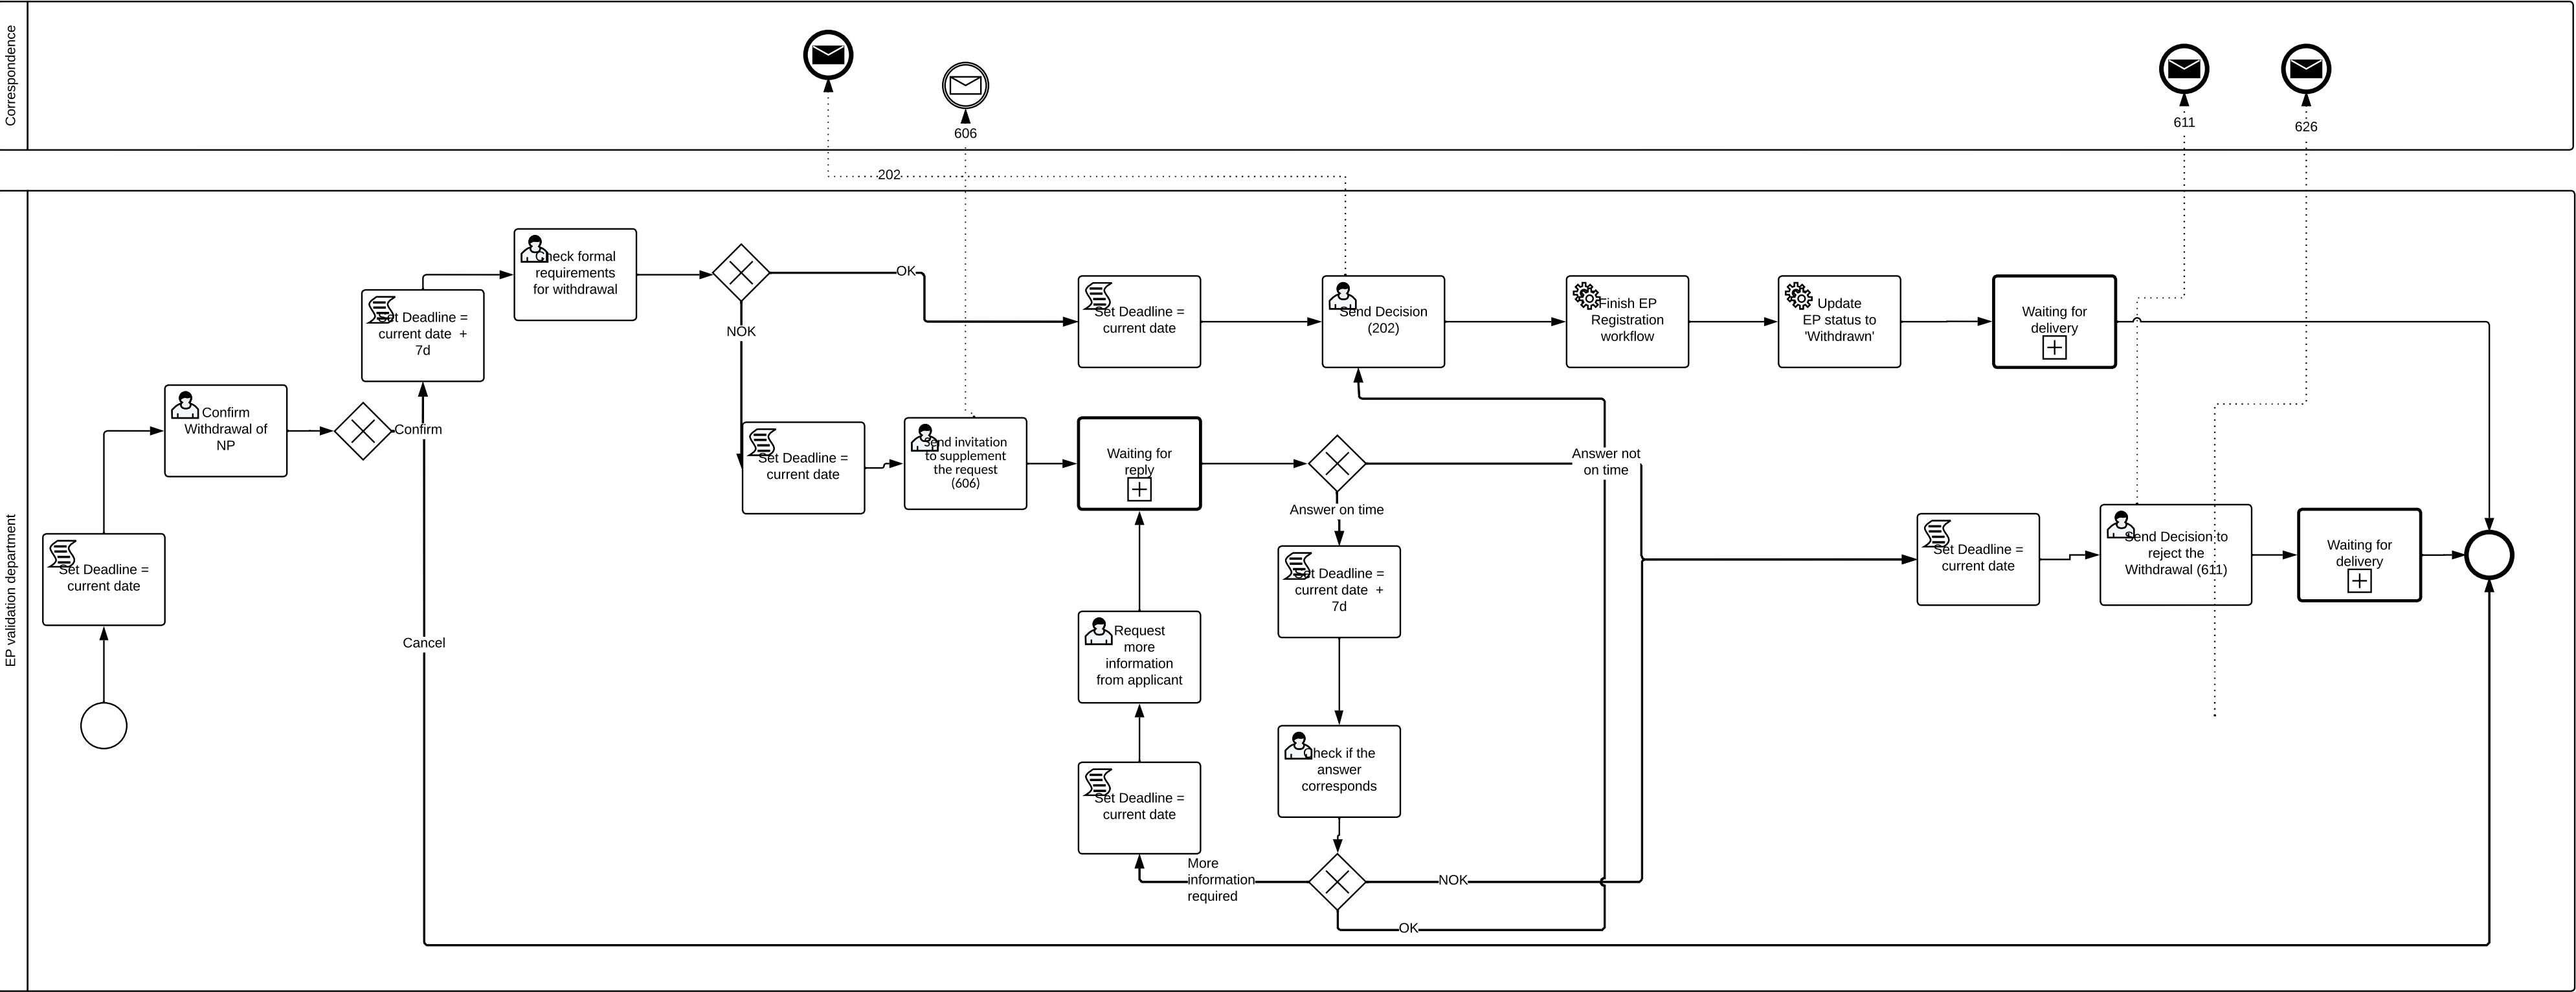 Correspondence
606
611
626
202
EP validation department
Set Deadline =
current date
Confirm
Withdrawal of
NP
Confirm
Cancel
Set Deadline =
current date + 
7d
Check formal
requirements
for withdrawal
OK
NOK
Set Deadline =
current date
Send Decision
(202)
Finish EP
Registration
workflow
Update
EP status to
'Withdrawn'
Waiting for
delivery
Set Deadline =
current date
Send invitation
to supplement
the request
(606)
Waiting for
reply
Answer not
on time
Answer on time
Set Deadline =
current date +
7d
Check if the
answer
corresponds
Request
more
information
from applicant
Set Deadline =
current date
More
information
required
NOK
OK
Set Deadline =
current date
Send Decision to
reject the
Withdrawal (611)
Waiting for
delivery